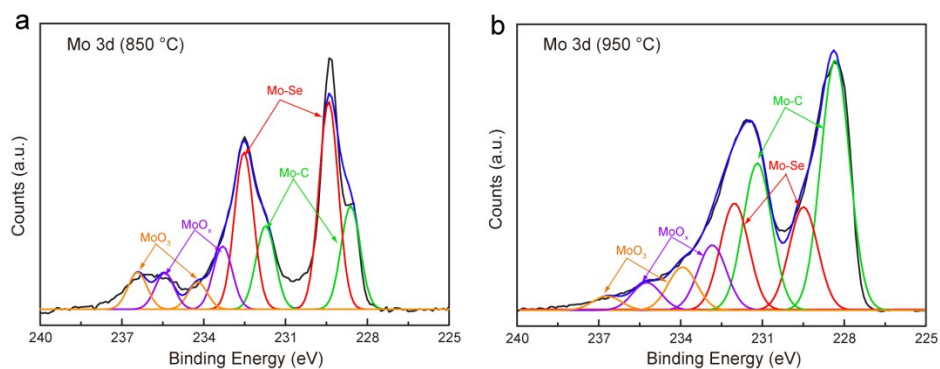 a
Mo 3d (850 °C)
Mo-Se
Mo-C
MoOₓ
MoO₃
Counts (a.u.)
240 237 234 231 228 225
Binding Energy (eV)
b
Mo 3d (950 °C)
Mo-C
Mo-Se
MoOₓ
MoO₃
Counts (a.u.)
240 237 234 231 228 225
Binding Energy (eV)